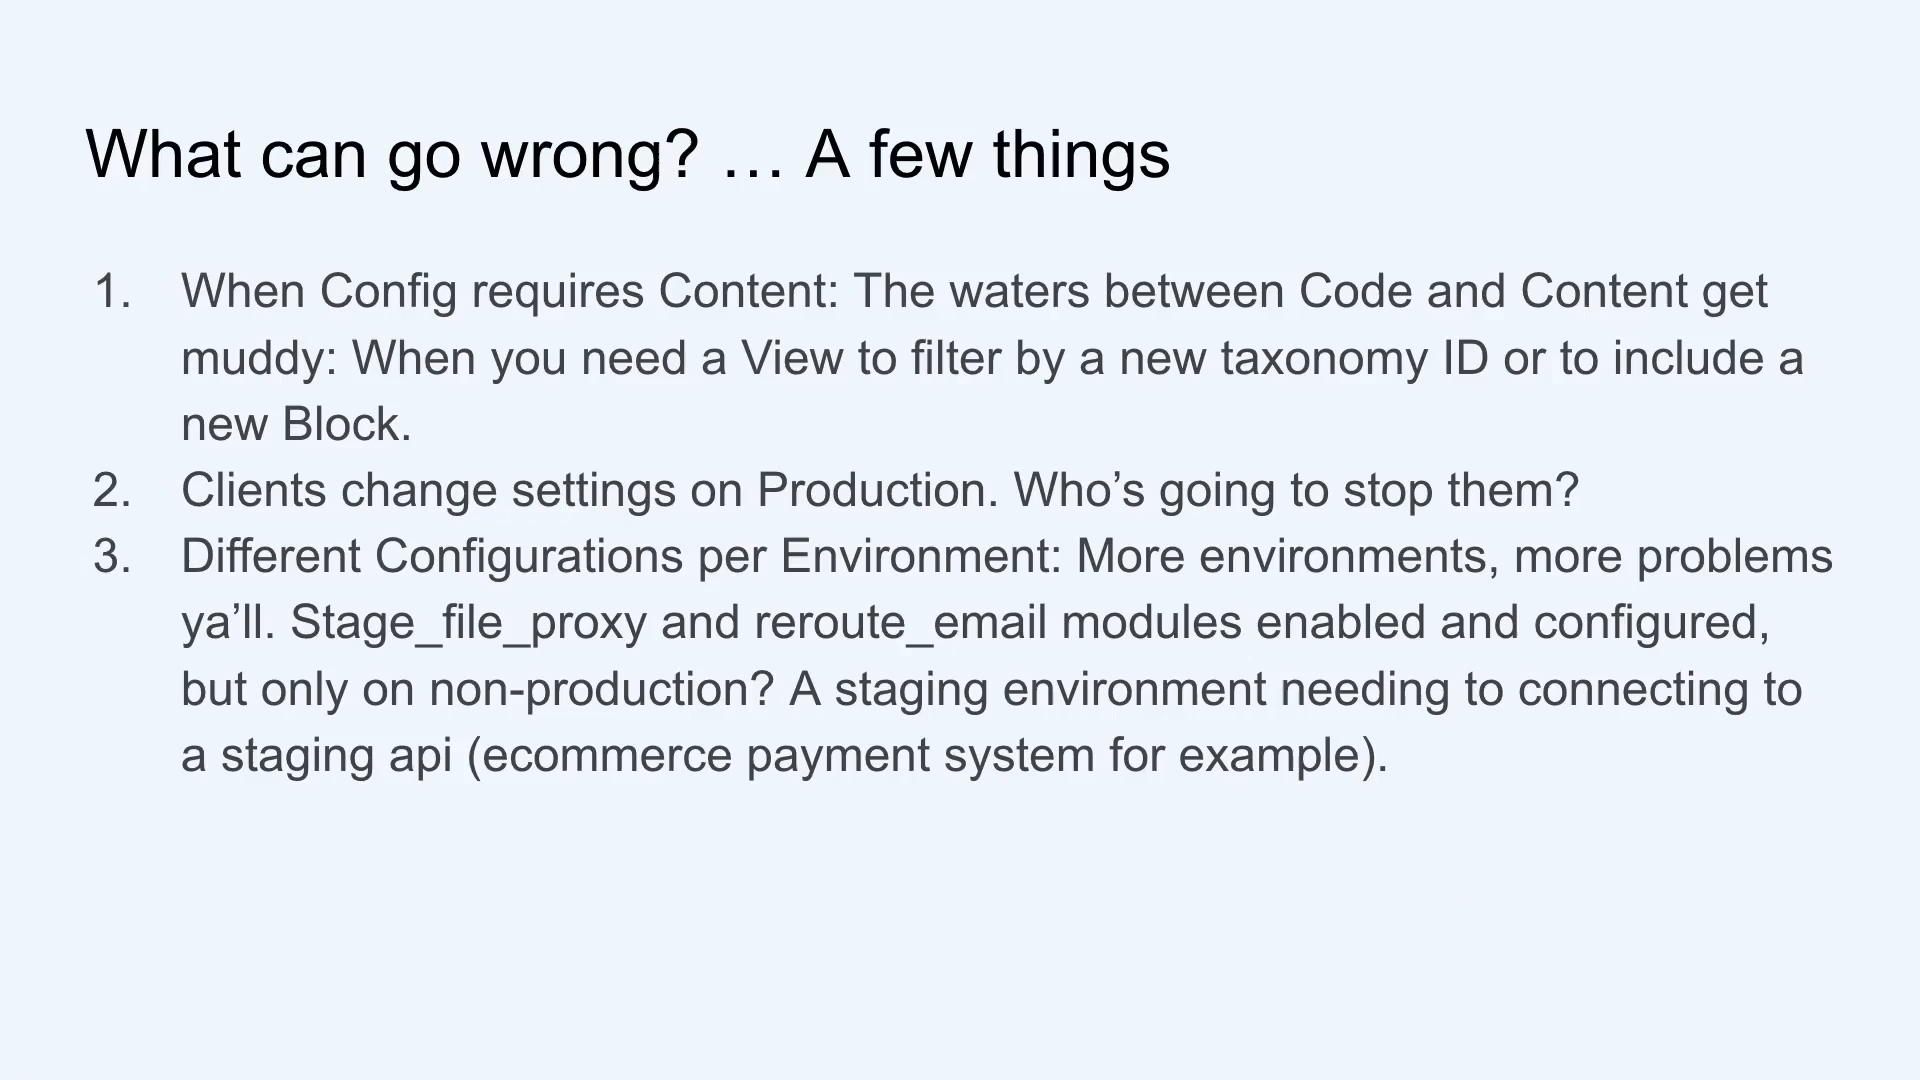 What can go wrong? … A few things
1. When Config requires Content: The waters between Code and Content get
muddy: When you need a View to filter by a new taxonomy ID or to include a
new Block.
2. Clients change settings on Production. Who’s going to stop them?
3. Different Configurations per Environment: More environments, more problems
ya’ll. Stage_file_proxy and reroute_email modules enabled and configured,
but only on non-production? A staging environment needing to connecting to
a staging api (ecommerce payment system for example).